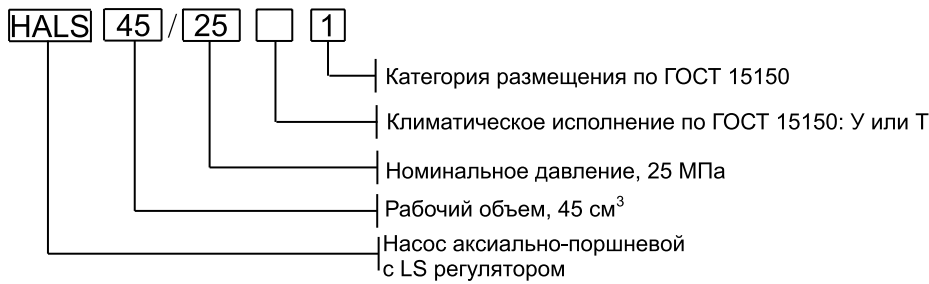 НАLS 45 / 25 1
Категория размещения по ГОСТ 15150
Климатическое исполнение по ГОСТ 15150: У или Т
Номинальное давление, 25 МПа
Рабочий объем, 45 см³
Насос аксиально-поршневой
с LS регулятором